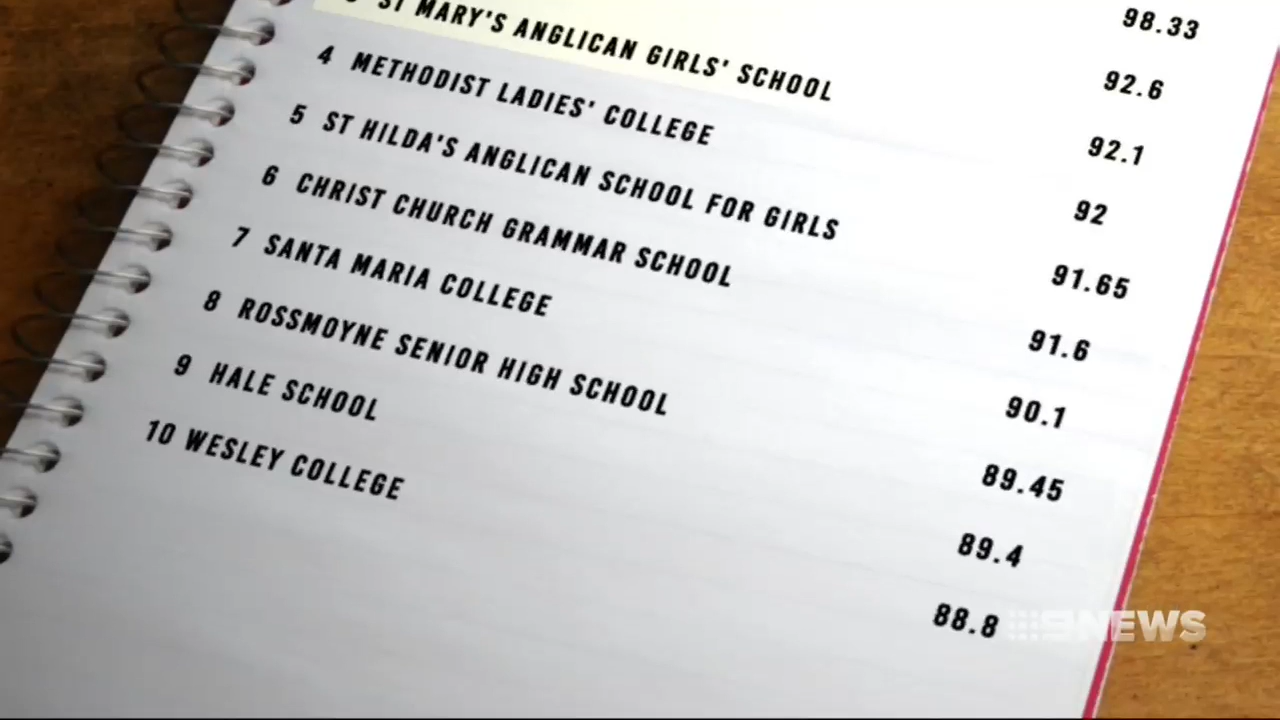 98.33
92.6
ST MARY'S ANGLICAN GIRLS' SCHOOL 92.1
4 METHODIST LADIES' COLLEGE 92
5 ST HILDA'S ANGLICAN SCHOOL FOR GIRLS 91.65
6 CHRIST CHURCH GRAMMAR SCHOOL 91.6
7 SANTA MARIA COLLEGE 90.1
8 ROSSMOYNE SENIOR HIGH SCHOOL 89.45
9 HALE SCHOOL 89.4
10 WESLEY COLLEGE 88.8
9NEWS